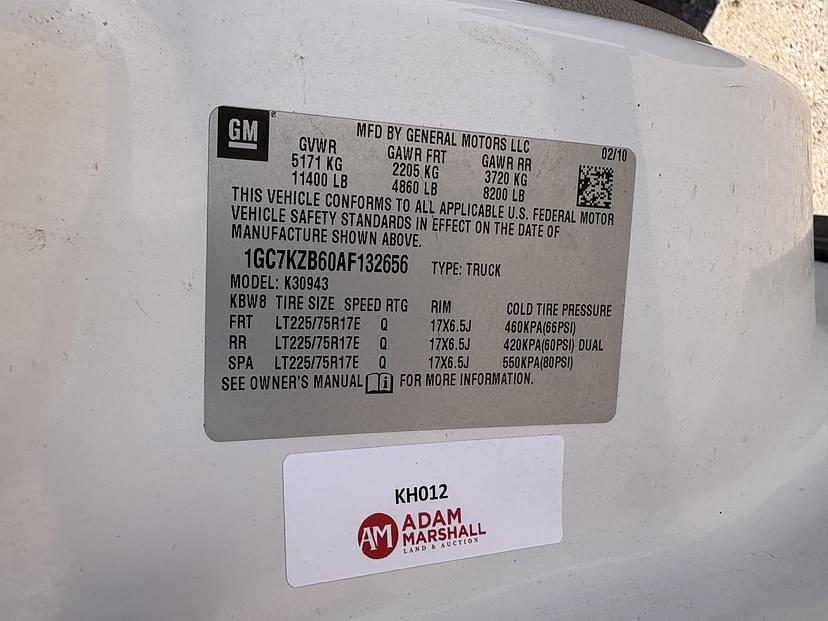 GM
MFD BY GENERAL MOTORS LLC 02/10
GVWR GAWR FRT GAWR RR
5171 KG 2205 KG 3720 KG
11400 LB 4860 LB 8200 LB
THIS VEHICLE CONFORMS TO ALL APPLICABLE U.S. FEDERAL MOTOR
VEHICLE SAFETY STANDARDS IN EFFECT ON THE DATE OF
MANUFACTURE SHOWN ABOVE.
1GC7KZB60AF132656 TYPE: TRUCK
MODEL: K30943
KBW8 TIRE SIZE SPEED RTG RIM COLD TIRE PRESSURE
FRT LT225/75R17E Q 17X6.5J 460KPA(66PSI)
RR LT225/75R17E Q 17X6.5J 420KPA(60PSI) DUAL
SPA LT225/75R17E Q 17X6.5J 550KPA(80PSI)
SEE OWNER'S MANUAL FOR MORE INFORMATION.
KH012
AM ADAM
MARSHALL
LAND & AUCTION